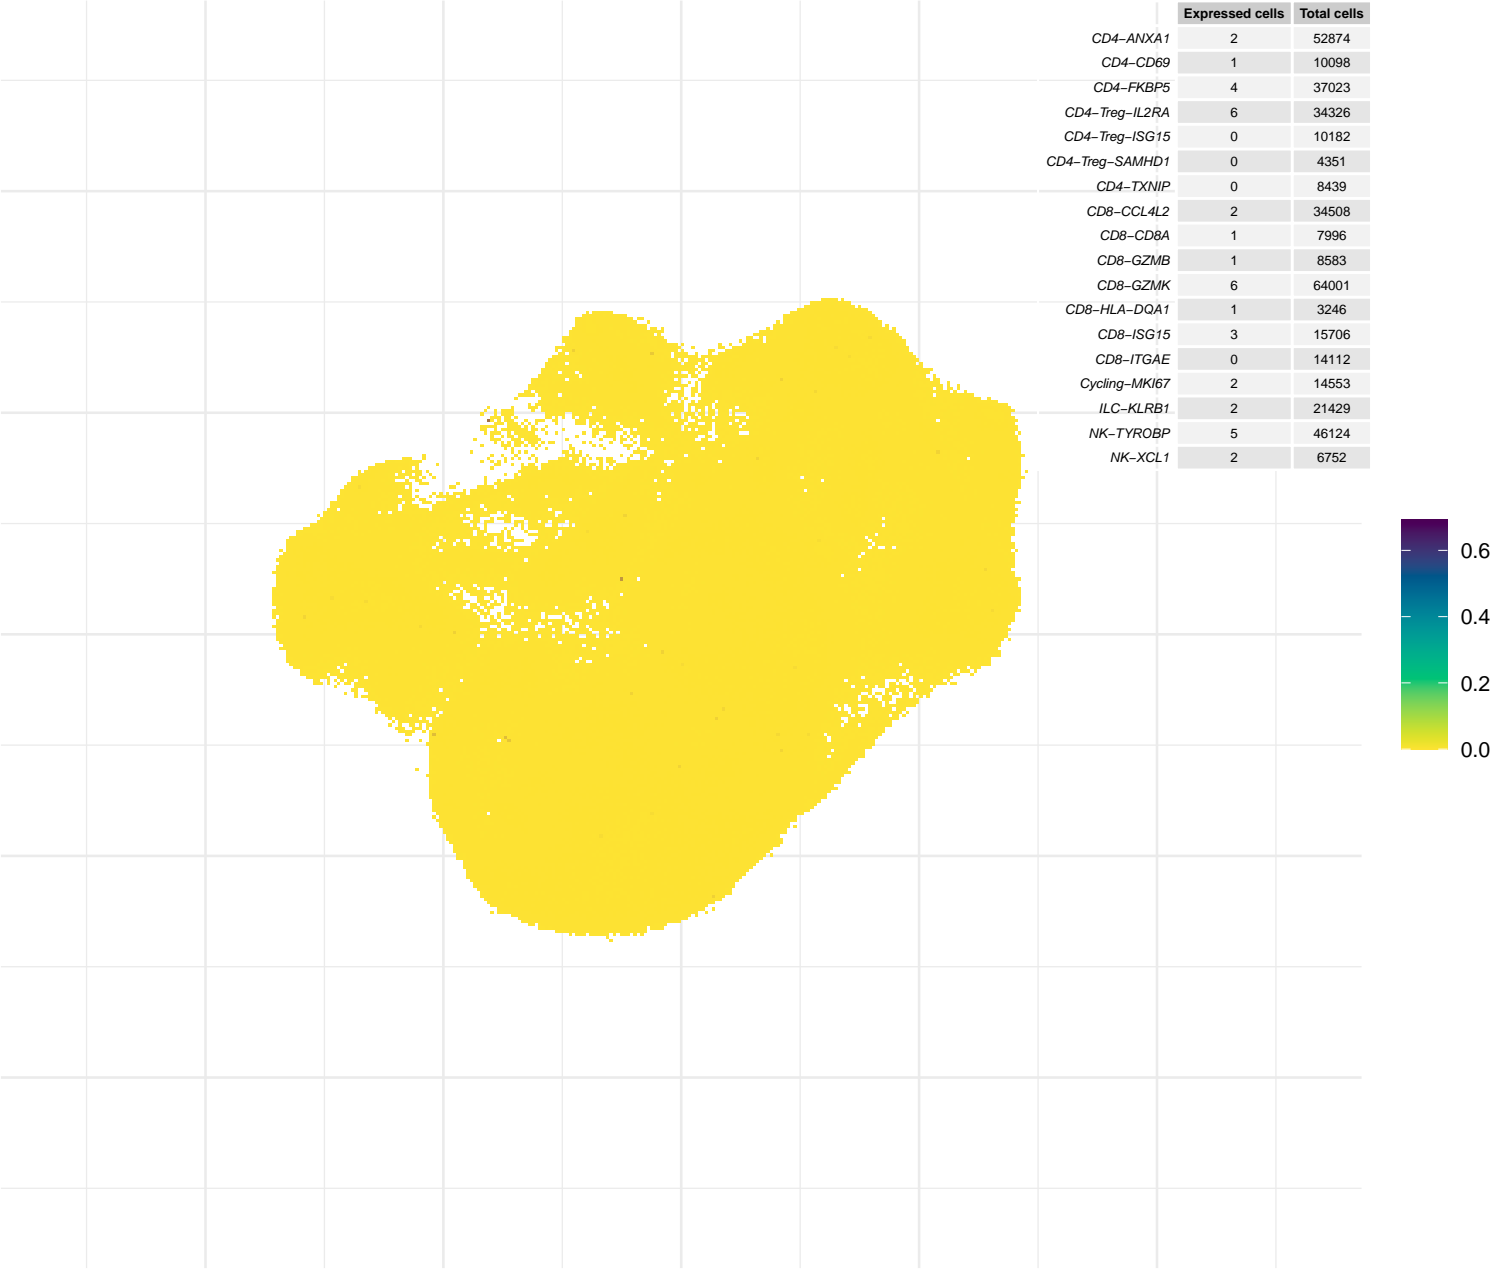 Expressed cells Total cells
CD4−ANXA1 2 52874
CD4−CD69 1 10098
CD4−FKBP5 4 37023
CD4−Treg−IL2RA 6 34326
CD4−Treg−ISG15 0 10182
CD4−Treg−SAMHD1 0 4351
CD4−TXNIP 0 8439
CD8−CCL4L2 2 34508
CD8−CD8A 1 7996
CD8−GZMB 1 8583
CD8−GZMK 6 64001
CD8−HLA−DQA1 1 3246
CD8−ISG15 3 15706
CD8−ITGAE 0 14112
Cycling−MKI67 2 14553
ILC−KLRB1 2 21429
NK−TYROBP 5 46124
NK−XCL1 2 6752
0.6
0.4
0.2
0.0